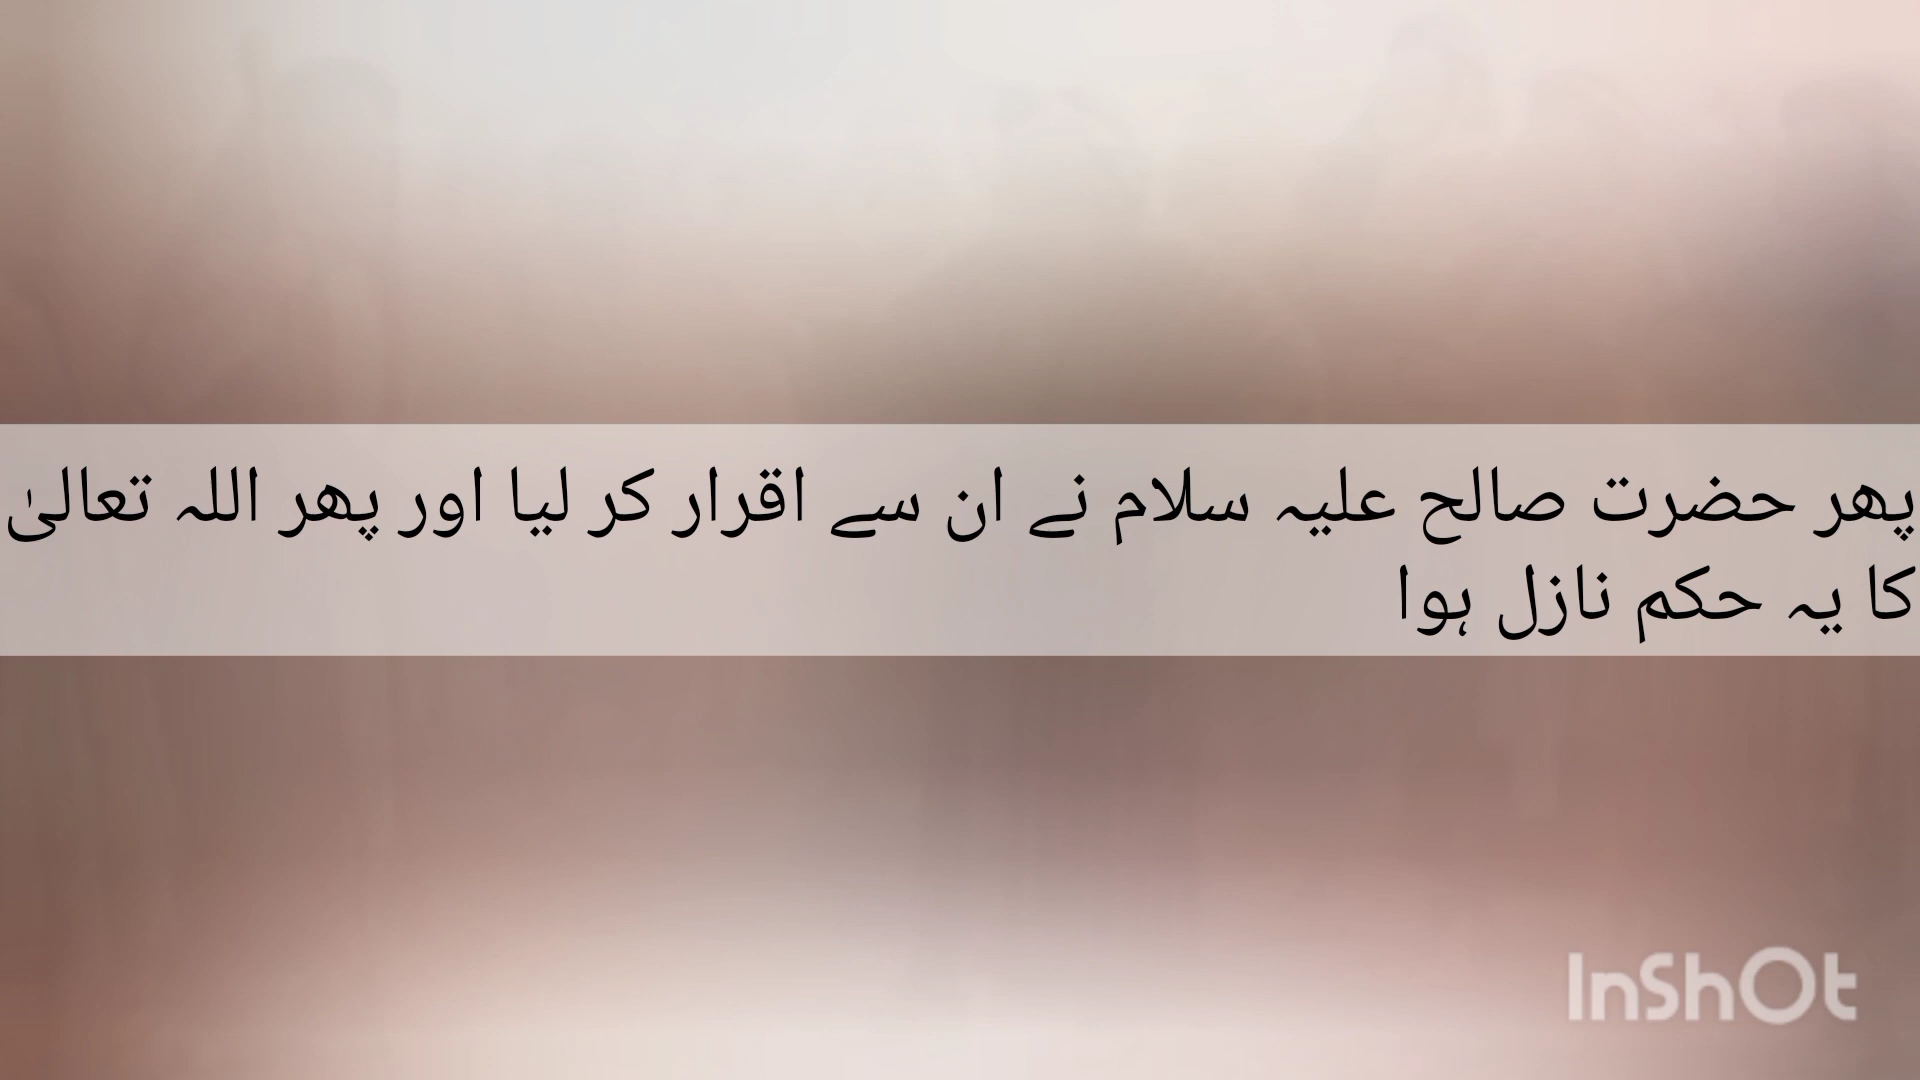 پھر حضرت صالح علیہ سلام نے ان سے اقرار کر لیا اور پھر اللہ تعالیٰ
کا یہ حکم نازل ہوا
InShOt